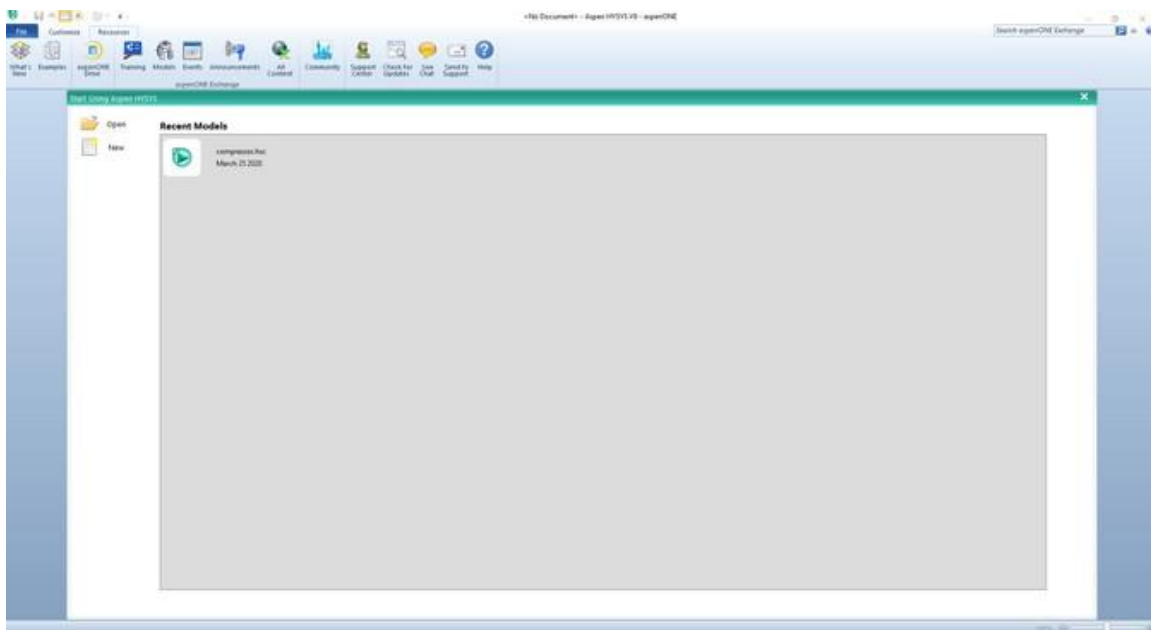 <No Document> - Aspen HYSYS V8 - aspenONE
File Customize Resources
Search aspenONE Exchange
What's New
Examples
aspenONE Drive
Training
Models
Events
Announcements
All Content
Community
Support Center
Check For Updates
Live Chat
Send To Support
Help
aspenONE Exchange
Start Using Aspen HYSYS
Open
Recent Models
New
compressor.hsc
March 25 2020